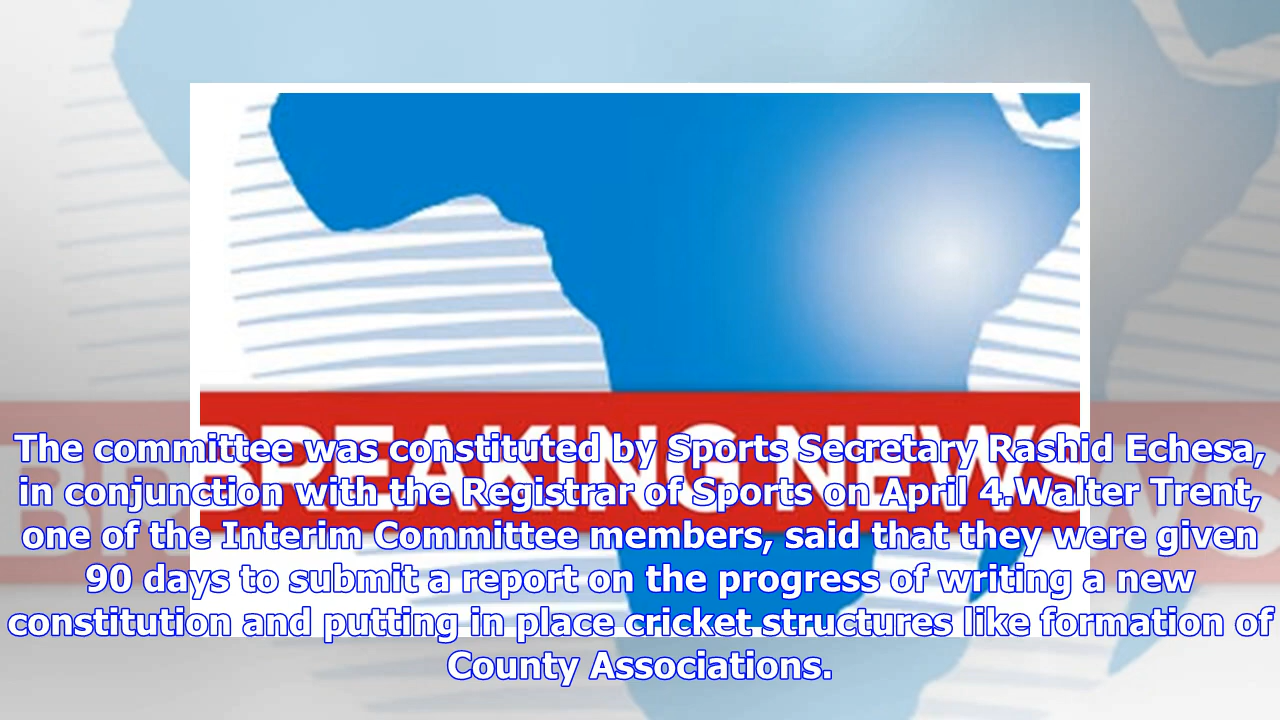 BREAKING NEWS
The committee was constituted by Sports Secretary Rashid Echesa,
in conjunction with the Registrar of Sports on April 4.Walter Trent,
one of the Interim Committee members, said that they were given
90 days to submit a report on the progress of writing a new
constitution and putting in place cricket structures like formation of
County Associations.